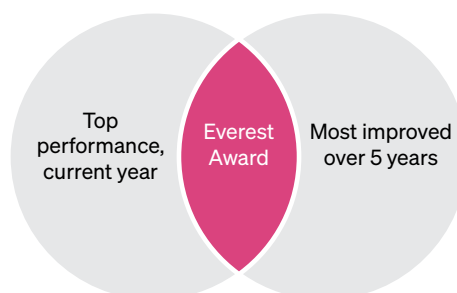 Top
performance,
current year
Everest
Award
Most improved
over 5 years